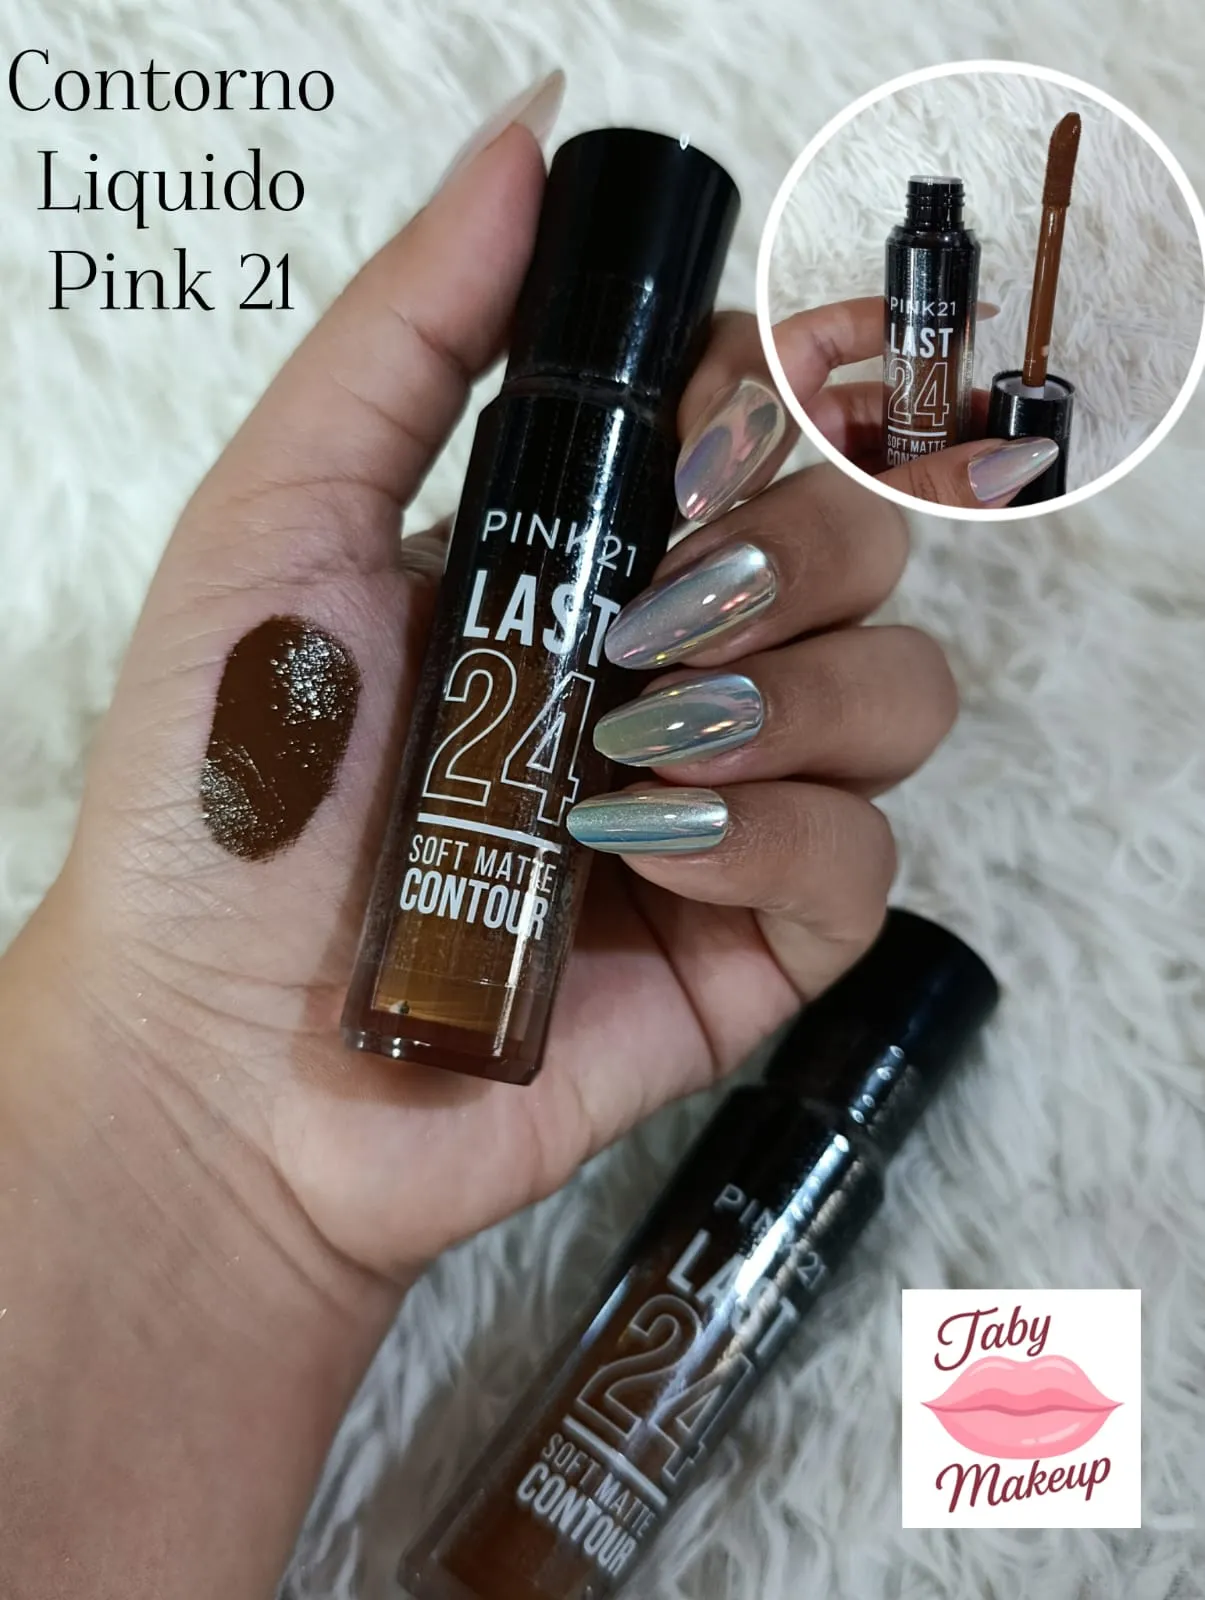 Contorno
Liquido
Pink 21
PINK21
LAST
24
SOFT MATTE
CONTOUR
PINK21
LAST
24
SOFT MATTE
CONTOUR
PINK21
LAST
24
SOFT MATTE
CONTOUR
Taby
Makeup